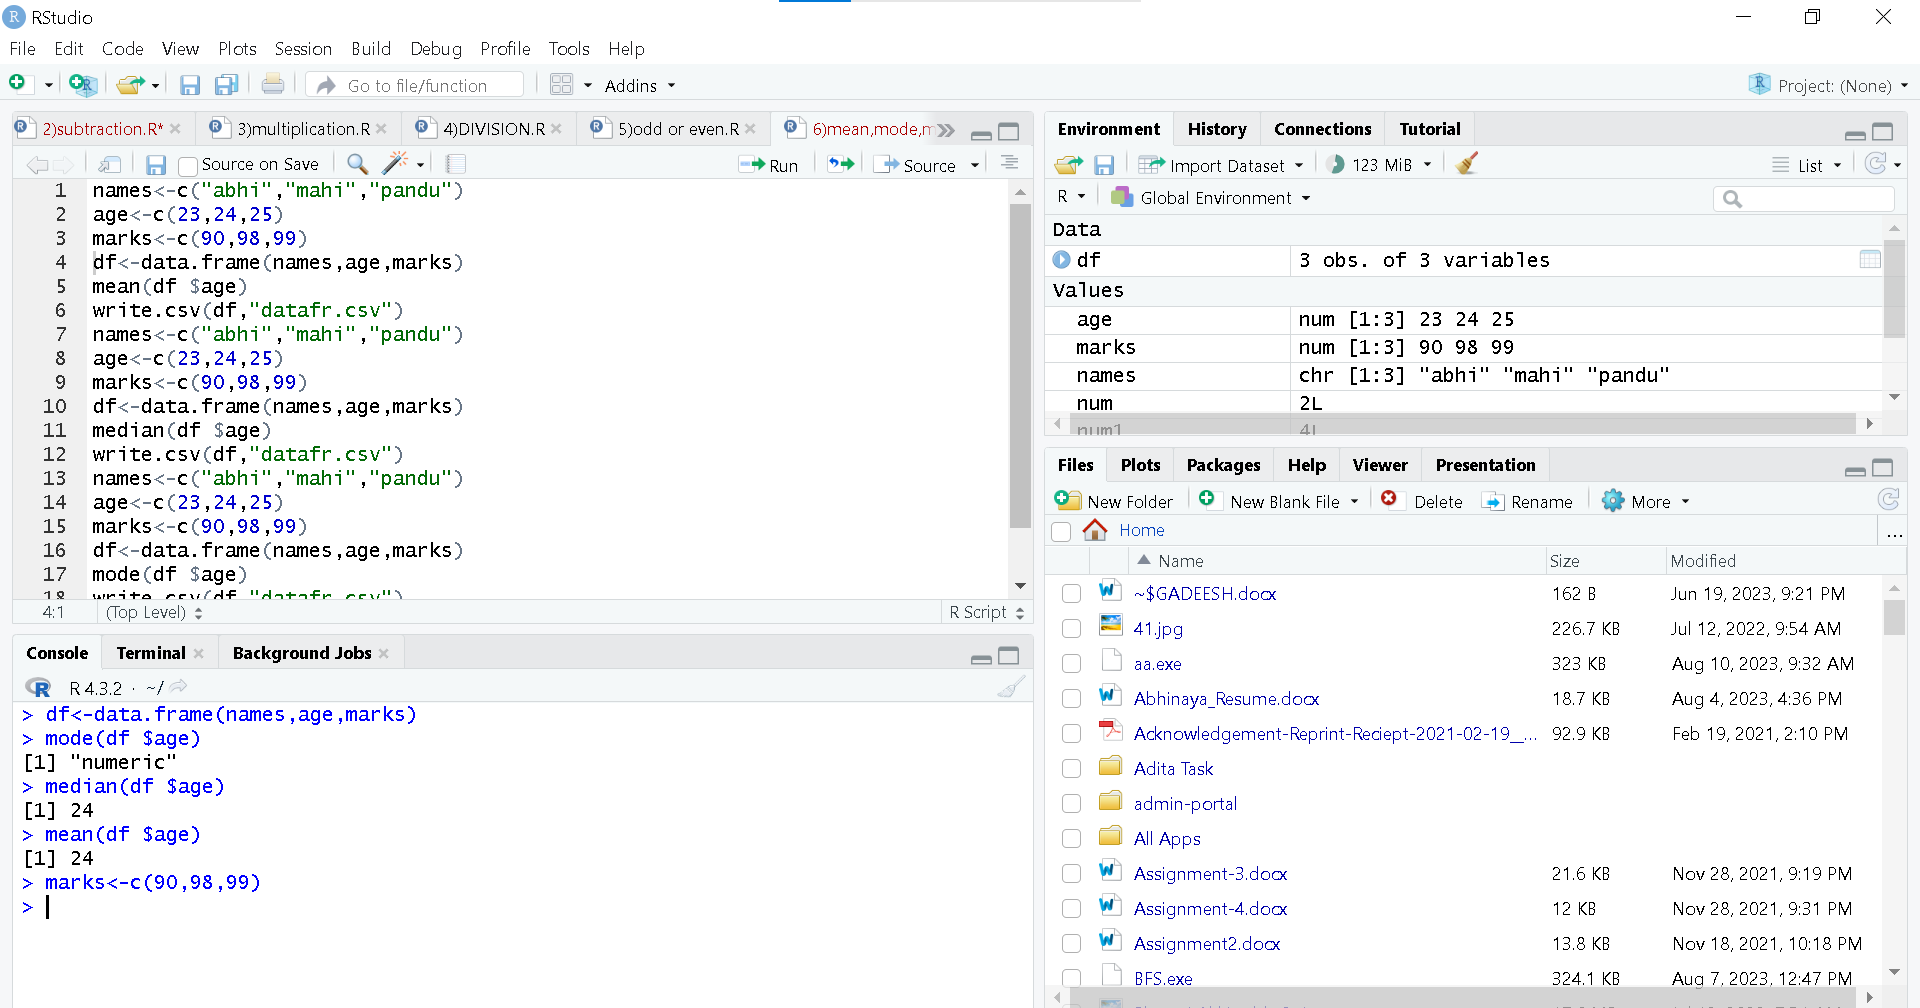 RStudio
File Edit Code View Plots Session Build Debug Profile Tools Help
Go to file/function Addins Project: (None)
2)subtraction.R* 3)multiplication.R 4)DIVISION.R 5)odd or even.R 6)mean,mode,m
Source on Save Run Source
1 names<-c("abhi","mahi","pandu")
2 age<-c(23,24,25)
3 marks<-c(90,98,99)
4 df<-data.frame(names,age,marks)
5 mean(df $age)
6 write.csv(df,"datafr.csv")
7 names<-c("abhi","mahi","pandu")
8 age<-c(23,24,25)
9 marks<-c(90,98,99)
10 df<-data.frame(names,age,marks)
11 median(df $age)
12 write.csv(df,"datafr.csv")
13 names<-c("abhi","mahi","pandu")
14 age<-c(23,24,25)
15 marks<-c(90,98,99)
16 df<-data.frame(names,age,marks)
17 mode(df $age)
18 write.csv(df,"datafr.csv")
4:1 (Top Level) R Script
Console Terminal Background Jobs
R 4.3.2 · ~/
> df<-data.frame(names,age,marks)
> mode(df $age)
[1] "numeric"
> median(df $age)
[1] 24
> mean(df $age)
[1] 24
> marks<-c(90,98,99)
>
Environment History Connections Tutorial
Import Dataset 123 MiB List
R Global Environment
Data
df 3 obs. of 3 variables
Values
age num [1:3] 23 24 25
marks num [1:3] 90 98 99
names chr [1:3] "abhi" "mahi" "pandu"
num 2L
num1 4L
Files Plots Packages Help Viewer Presentation
New Folder New Blank File Delete Rename More
Home ...
Name Size Modified
~$GADEESH.docx 162 B Jun 19, 2023, 9:21 PM
41.jpg 226.7 KB Jul 12, 2022, 9:54 AM
aa.exe 323 KB Aug 10, 2023, 9:32 AM
Abhinaya_Resume.docx 18.7 KB Aug 4, 2023, 4:36 PM
Acknowledgement-Reprint-Reciept-2021-02-19_... 92.9 KB Feb 19, 2021, 2:10 PM
Adita Task
admin-portal
All Apps
Assignment-3.docx 21.6 KB Nov 28, 2021, 9:19 PM
Assignment-4.docx 12 KB Nov 28, 2021, 9:31 PM
Assignment2.docx 13.8 KB Nov 18, 2021, 10:18 PM
BFS.exe 324.1 KB Aug 7, 2023, 12:47 PM